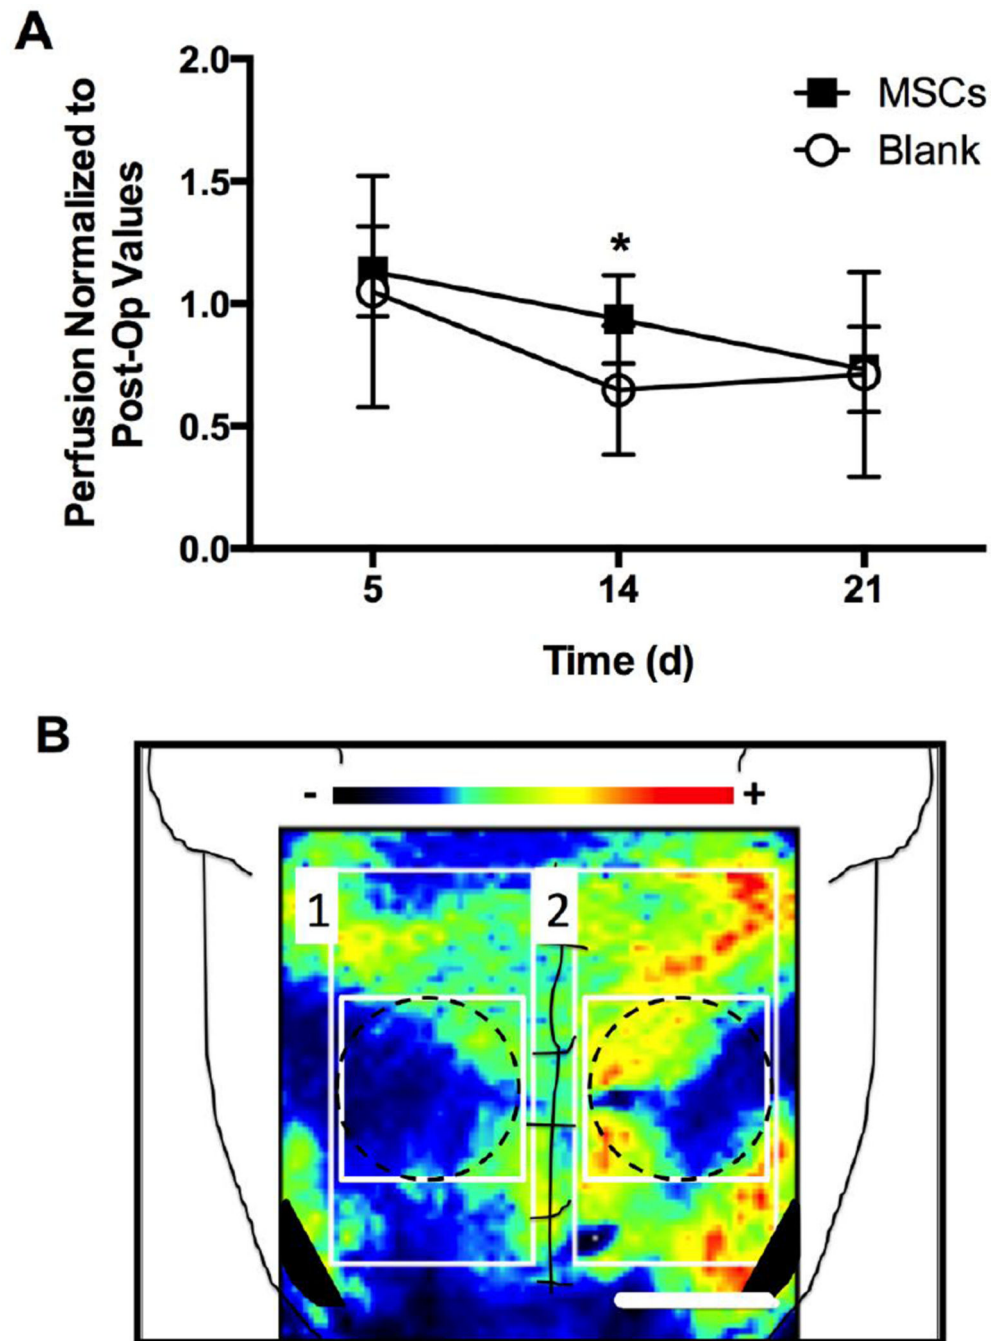 A
2.0
MSCs
Blank
1.5
*
1.0
0.5
0.0
Perfusion Normalized to
Post-Op Values
5 14 21
Time (d)
B
- +
1 2